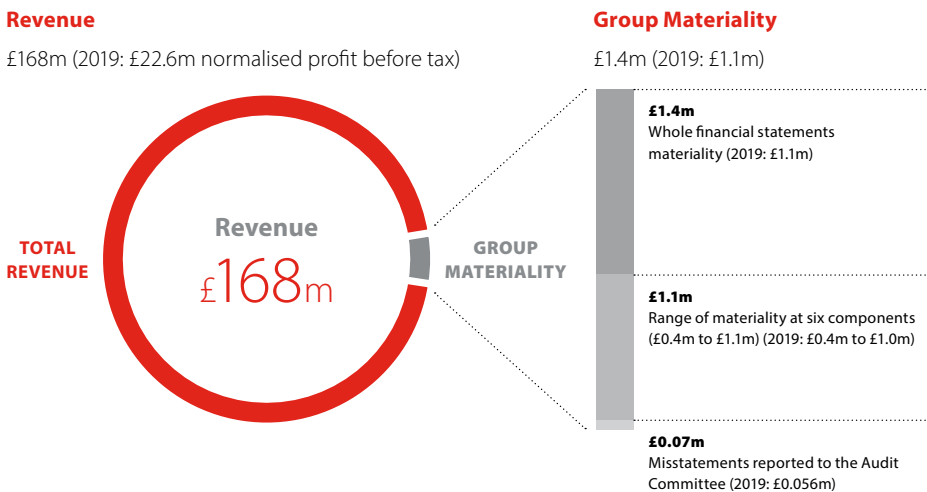 Revenue
£168m (2019: £22.6m normalised profit before tax)
TOTAL
REVENUE
Revenue
£168m
GROUP
MATERIALITY
Group Materiality
£1.4m (2019: £1.1m)
£1.4m
Whole financial statements
materiality (2019: £1.1m)
£1.1m
Range of materiality at six components
(£0.4m to £1.1m) (2019: £0.4m to £1.0m)
£0.07m
Misstatements reported to the Audit
Committee (2019: £0.056m)